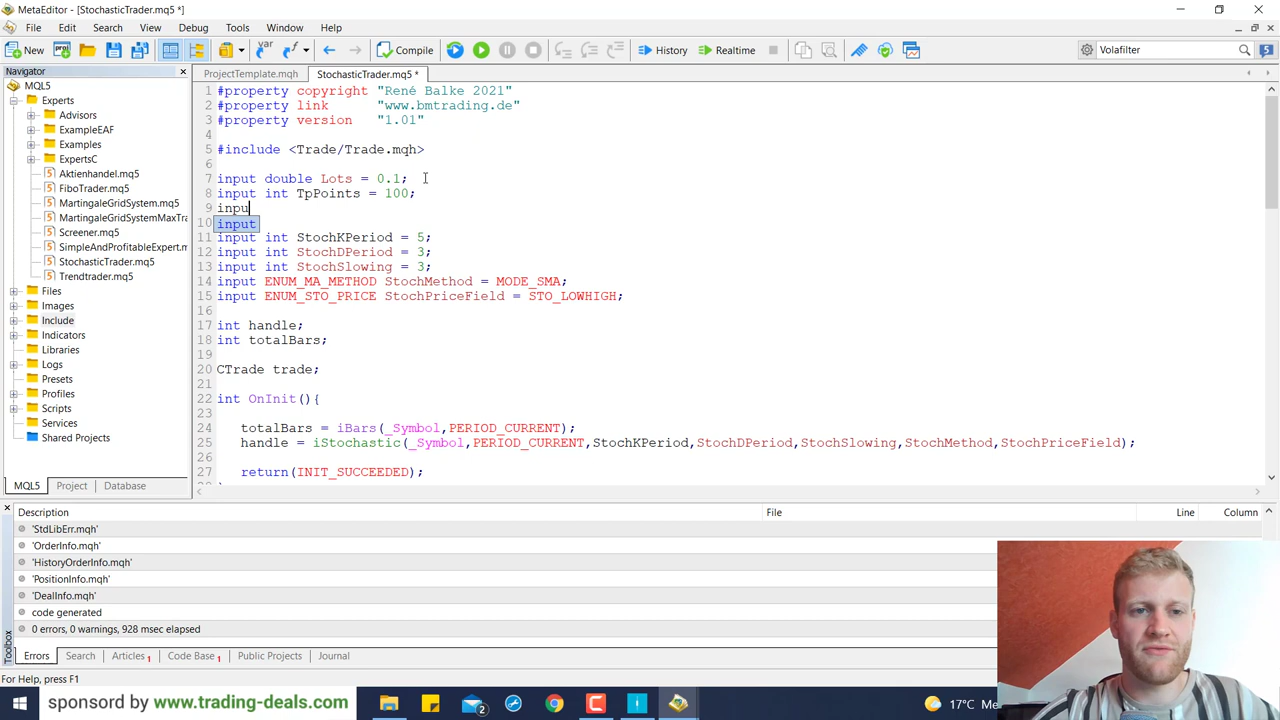 MetaEditor - [StochasticTrader.mq5 *]
File Edit Search View Debug Tools Window Help
New Compile History Realtime Volafilter 5
Navigator
MQL5
Experts
Advisors
ExampleEAF
Examples
ExpertsC
Aktienhandel.mq5
FiboTrader.mq5
MartingaleGridSystem.mq5
MartingaleGridSystemMaxTra
Screener.mq5
SimpleAndProfitableExpert.m
StochasticTrader.mq5
Trendtrader.mq5
Files
Images
Include
Indicators
Libraries
Logs
Presets
Profiles
Scripts
Services
Shared Projects
MQL5 Project Database
ProjectTemplate.mqh StochasticTrader.mq5 *
1 #property copyright "René Balke 2021"
2 #property link "www.bmtrading.de"
3 #property version "1.01"
4
5 #include <Trade/Trade.mqh>
6
7 input double Lots = 0.1;
8 input int TpPoints = 100;
9 inpu
10 input
11 input int StochKPeriod = 5;
12 input int StochDPeriod = 3;
13 input int StochSlowing = 3;
14 input ENUM_MA_METHOD StochMethod = MODE_SMA;
15 input ENUM_STO_PRICE StochPriceField = STO_LOWHIGH;
16
17 int handle;
18 int totalBars;
19
20 CTrade trade;
21
22 int OnInit(){
23
24 totalBars = iBars(_Symbol,PERIOD_CURRENT);
25 handle = iStochastic(_Symbol,PERIOD_CURRENT,StochKPeriod,StochDPeriod,StochSlowing,StochMethod,StochPriceField);
26
27 return(INIT_SUCCEEDED);
Description File Line Column
'StdLibErr.mqh'
'OrderInfo.mqh'
'HistoryOrderInfo.mqh'
'PositionInfo.mqh'
'DealInfo.mqh'
code generated
0 errors, 0 warnings, 928 msec elapsed
Toolbox
Errors Search Articles 1 Code Base 1 Public Projects Journal
For Help, press F1
sponsord by www.trading-deals.com 2 17°C Me